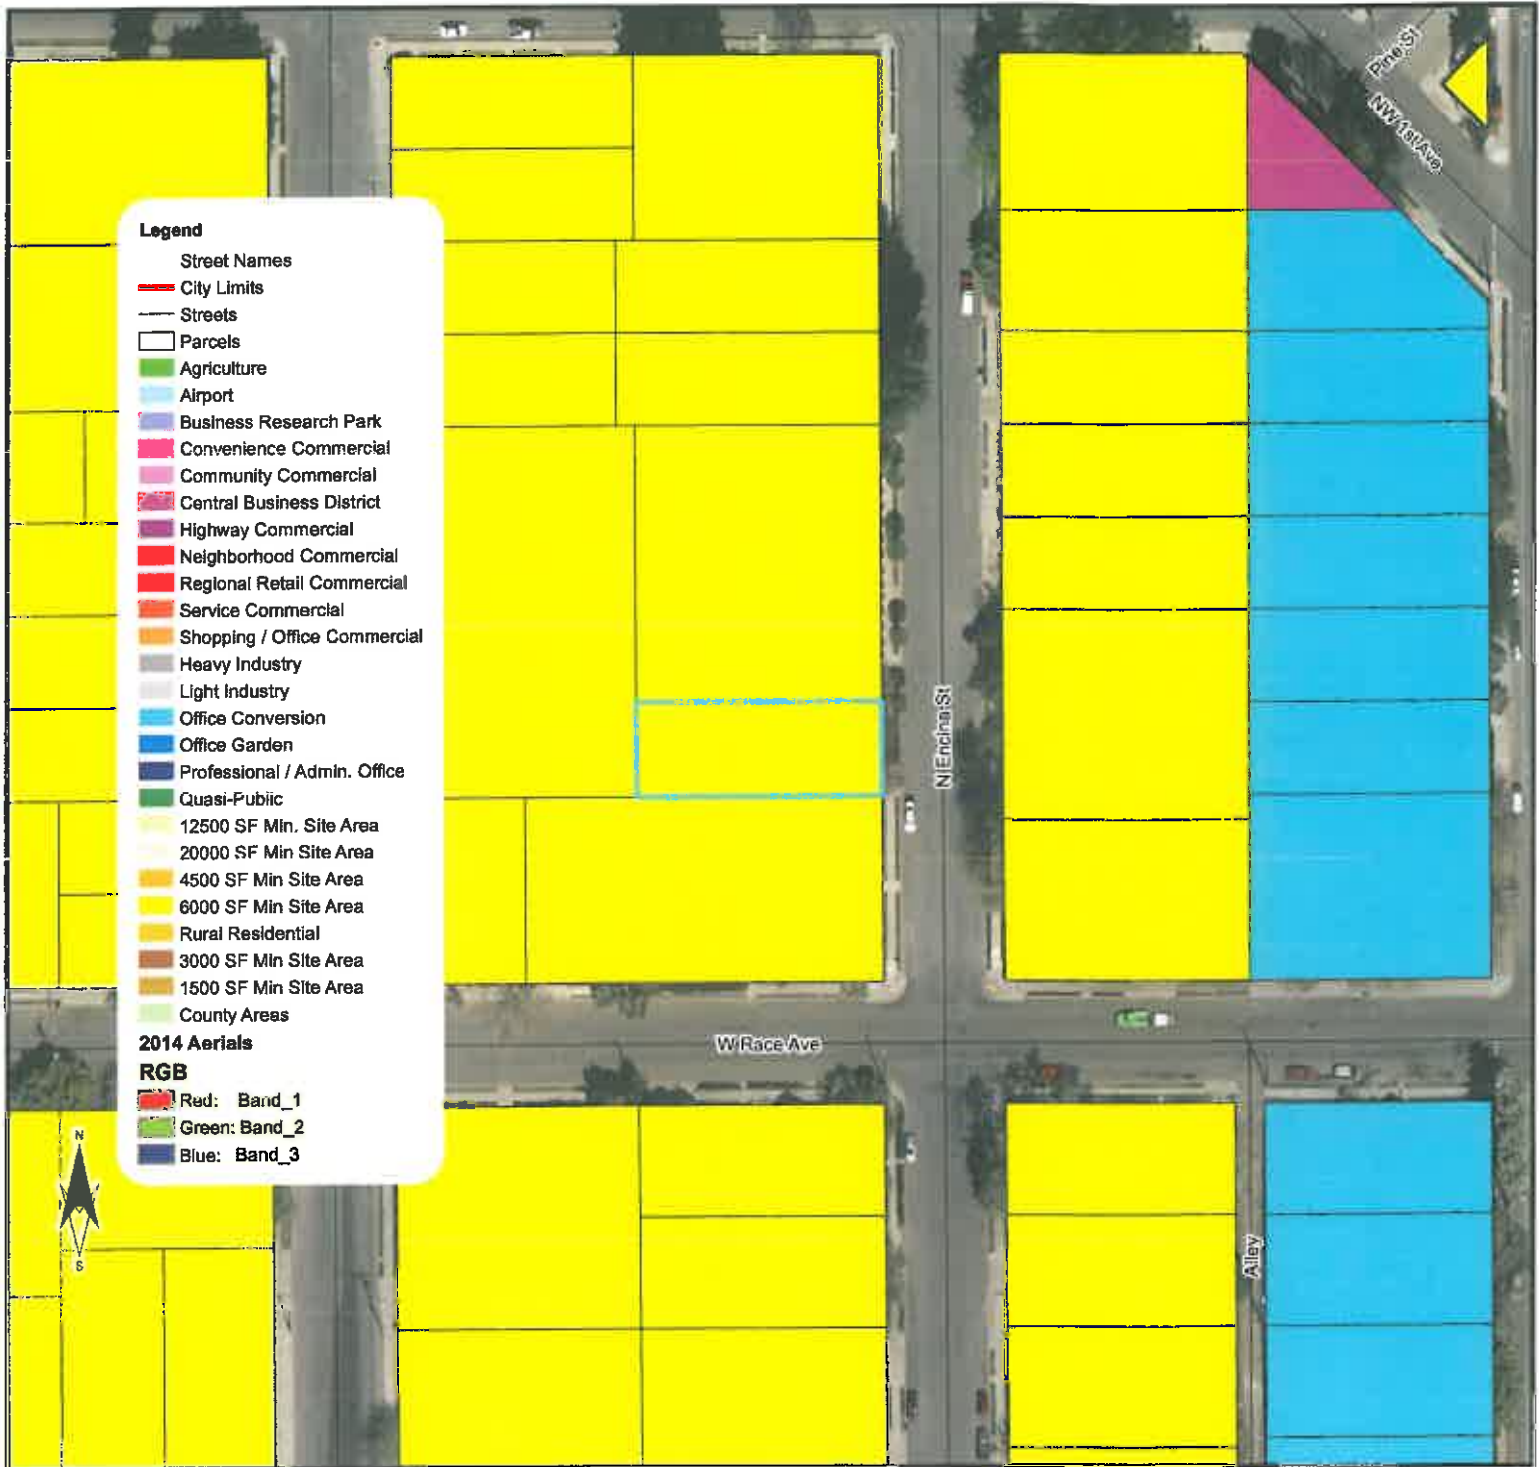 Pine St
NW 1st Ave
Legend
Street Names
City Limits
Streets
Parcels
Agriculture
Airport
Business Research Park
Convenience Commercial
Community Commercial
Central Business District
Highway Commercial
Neighborhood Commercial
Regional Retail Commercial
Service Commercial
Shopping / Office Commercial
Heavy Industry
Light Industry
Office Conversion
Office Garden
Professional / Admin. Office
Quasi-Public
12500 SF Min. Site Area
20000 SF Min Site Area
4500 SF Min Site Area
6000 SF Min Site Area
Rural Residential
3000 SF Min Site Area
1500 SF Min Site Area
County Areas
2014 Aerials
RGB
Red: Band_1
Green: Band_2
Blue: Band_3
N
S
N Encina St
W Race Ave
Alley